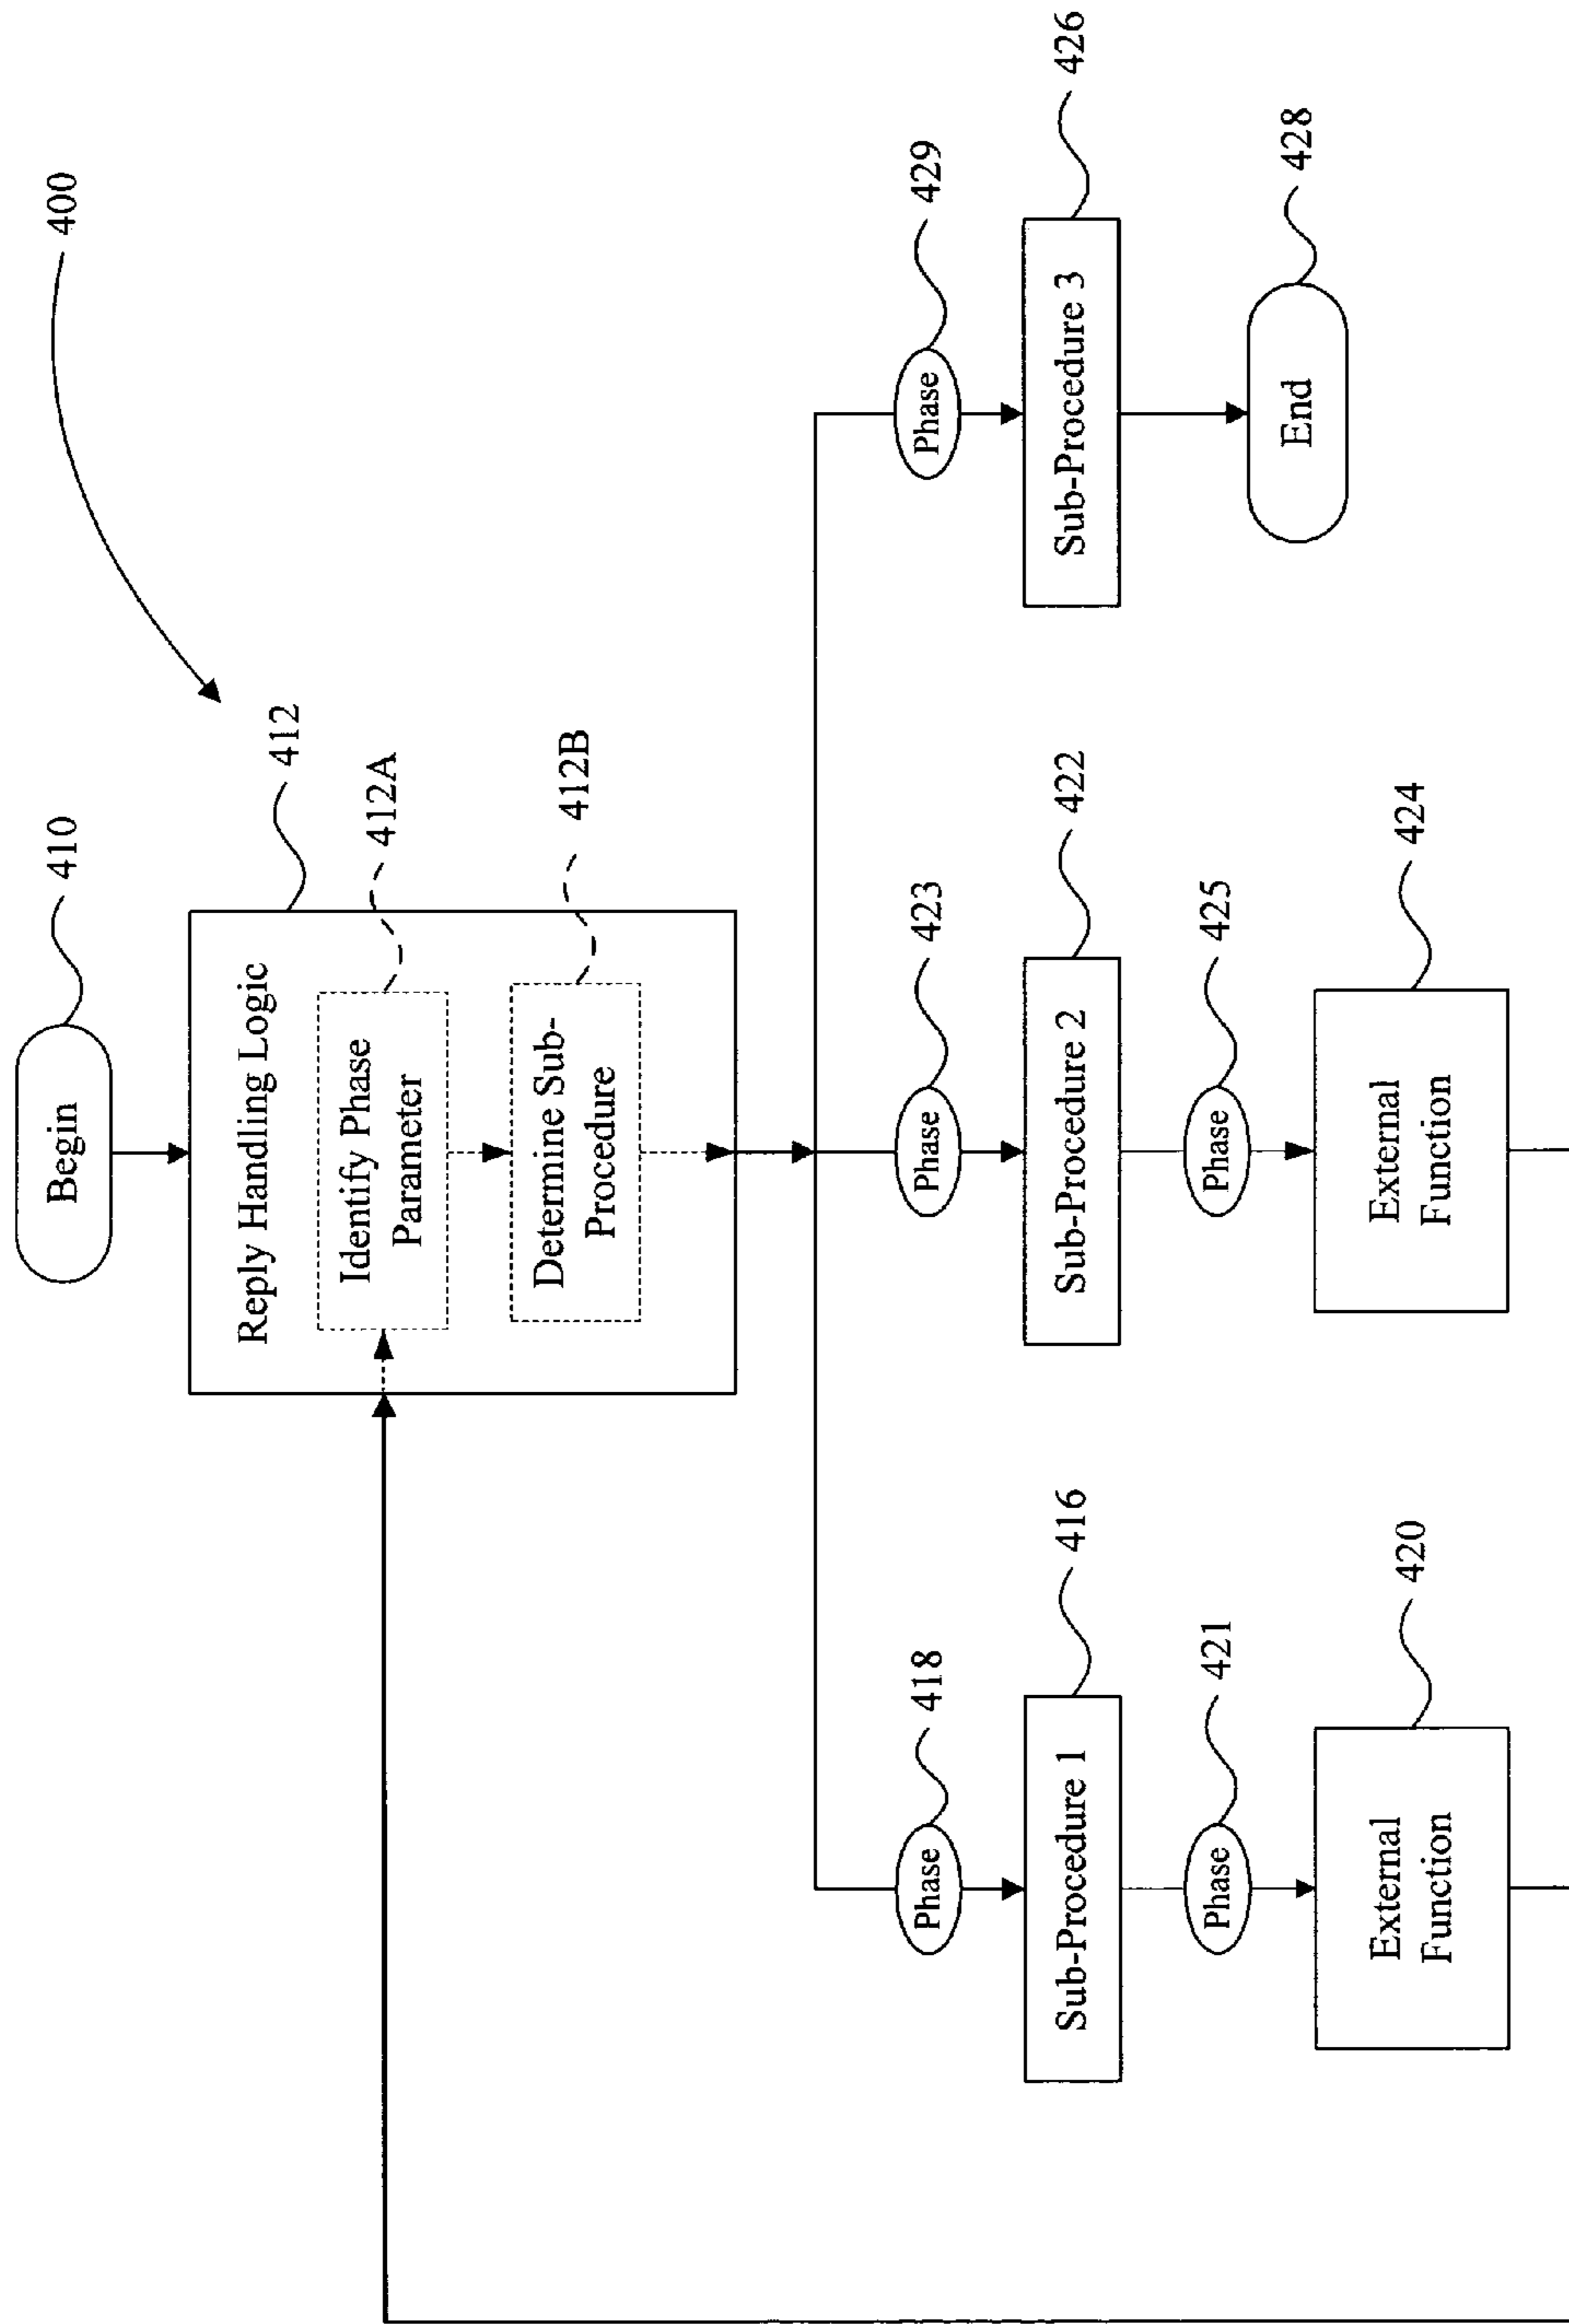 400
Begin
410
Reply Handling Logic
412
Identify Phase
Parameter
412A
Determine Sub-
Procedure
412B
Phase
418
Phase
423
Phase
429
Sub-Procedure 1
416
Sub-Procedure 2
422
Sub-Procedure 3
426
Phase
421
Phase
425
End
428
External
Function
420
External
Function
424